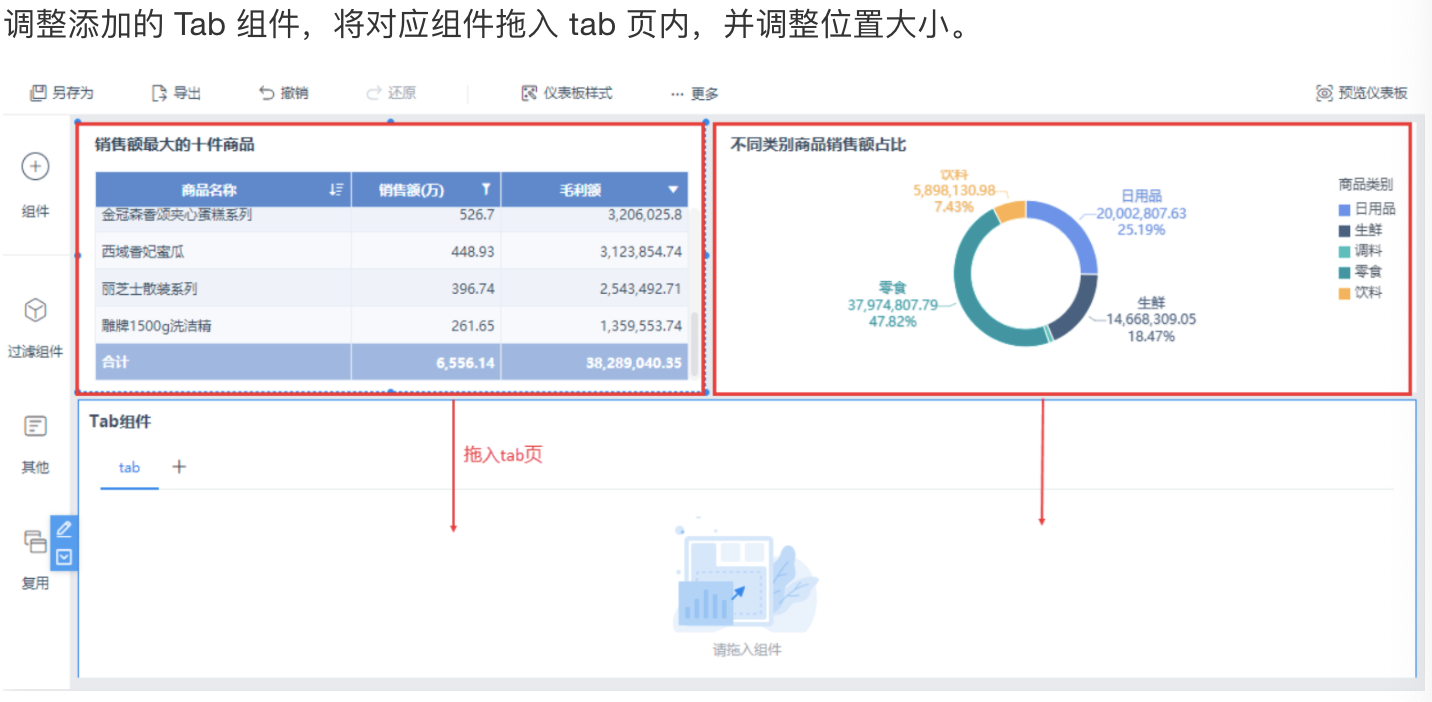 调整添加的 Tab 组件，将对应组件拖入 tab 页内，并调整位置大小。
另存为 导出 撤销 还原 仪表板样式 ··· 更多 预览仪表板
组件
过滤组件
其他
复用
销售额最大的十件商品
商品名称 销售额(万) 毛利额
金冠森香颂夹心蛋糕系列 526.7 3,206,025.8
西域香妃蜜瓜 448.93 3,123,854.74
丽芝士散装系列 396.74 2,543,492.71
雕牌1500g洗洁精 261.65 1,359,553.74
合计 6,556.14 38,289,040.35
不同类别商品销售额占比
饮料
5,898,130.98
7.43%
日用品
20,002,807.63
25.19%
零食
37,974,807.79
47.82%
生鲜
14,668,309.05
18.47%
商品类别
日用品
生鲜
调料
零食
饮料
Tab组件
tab +
拖入tab页
请拖入组件